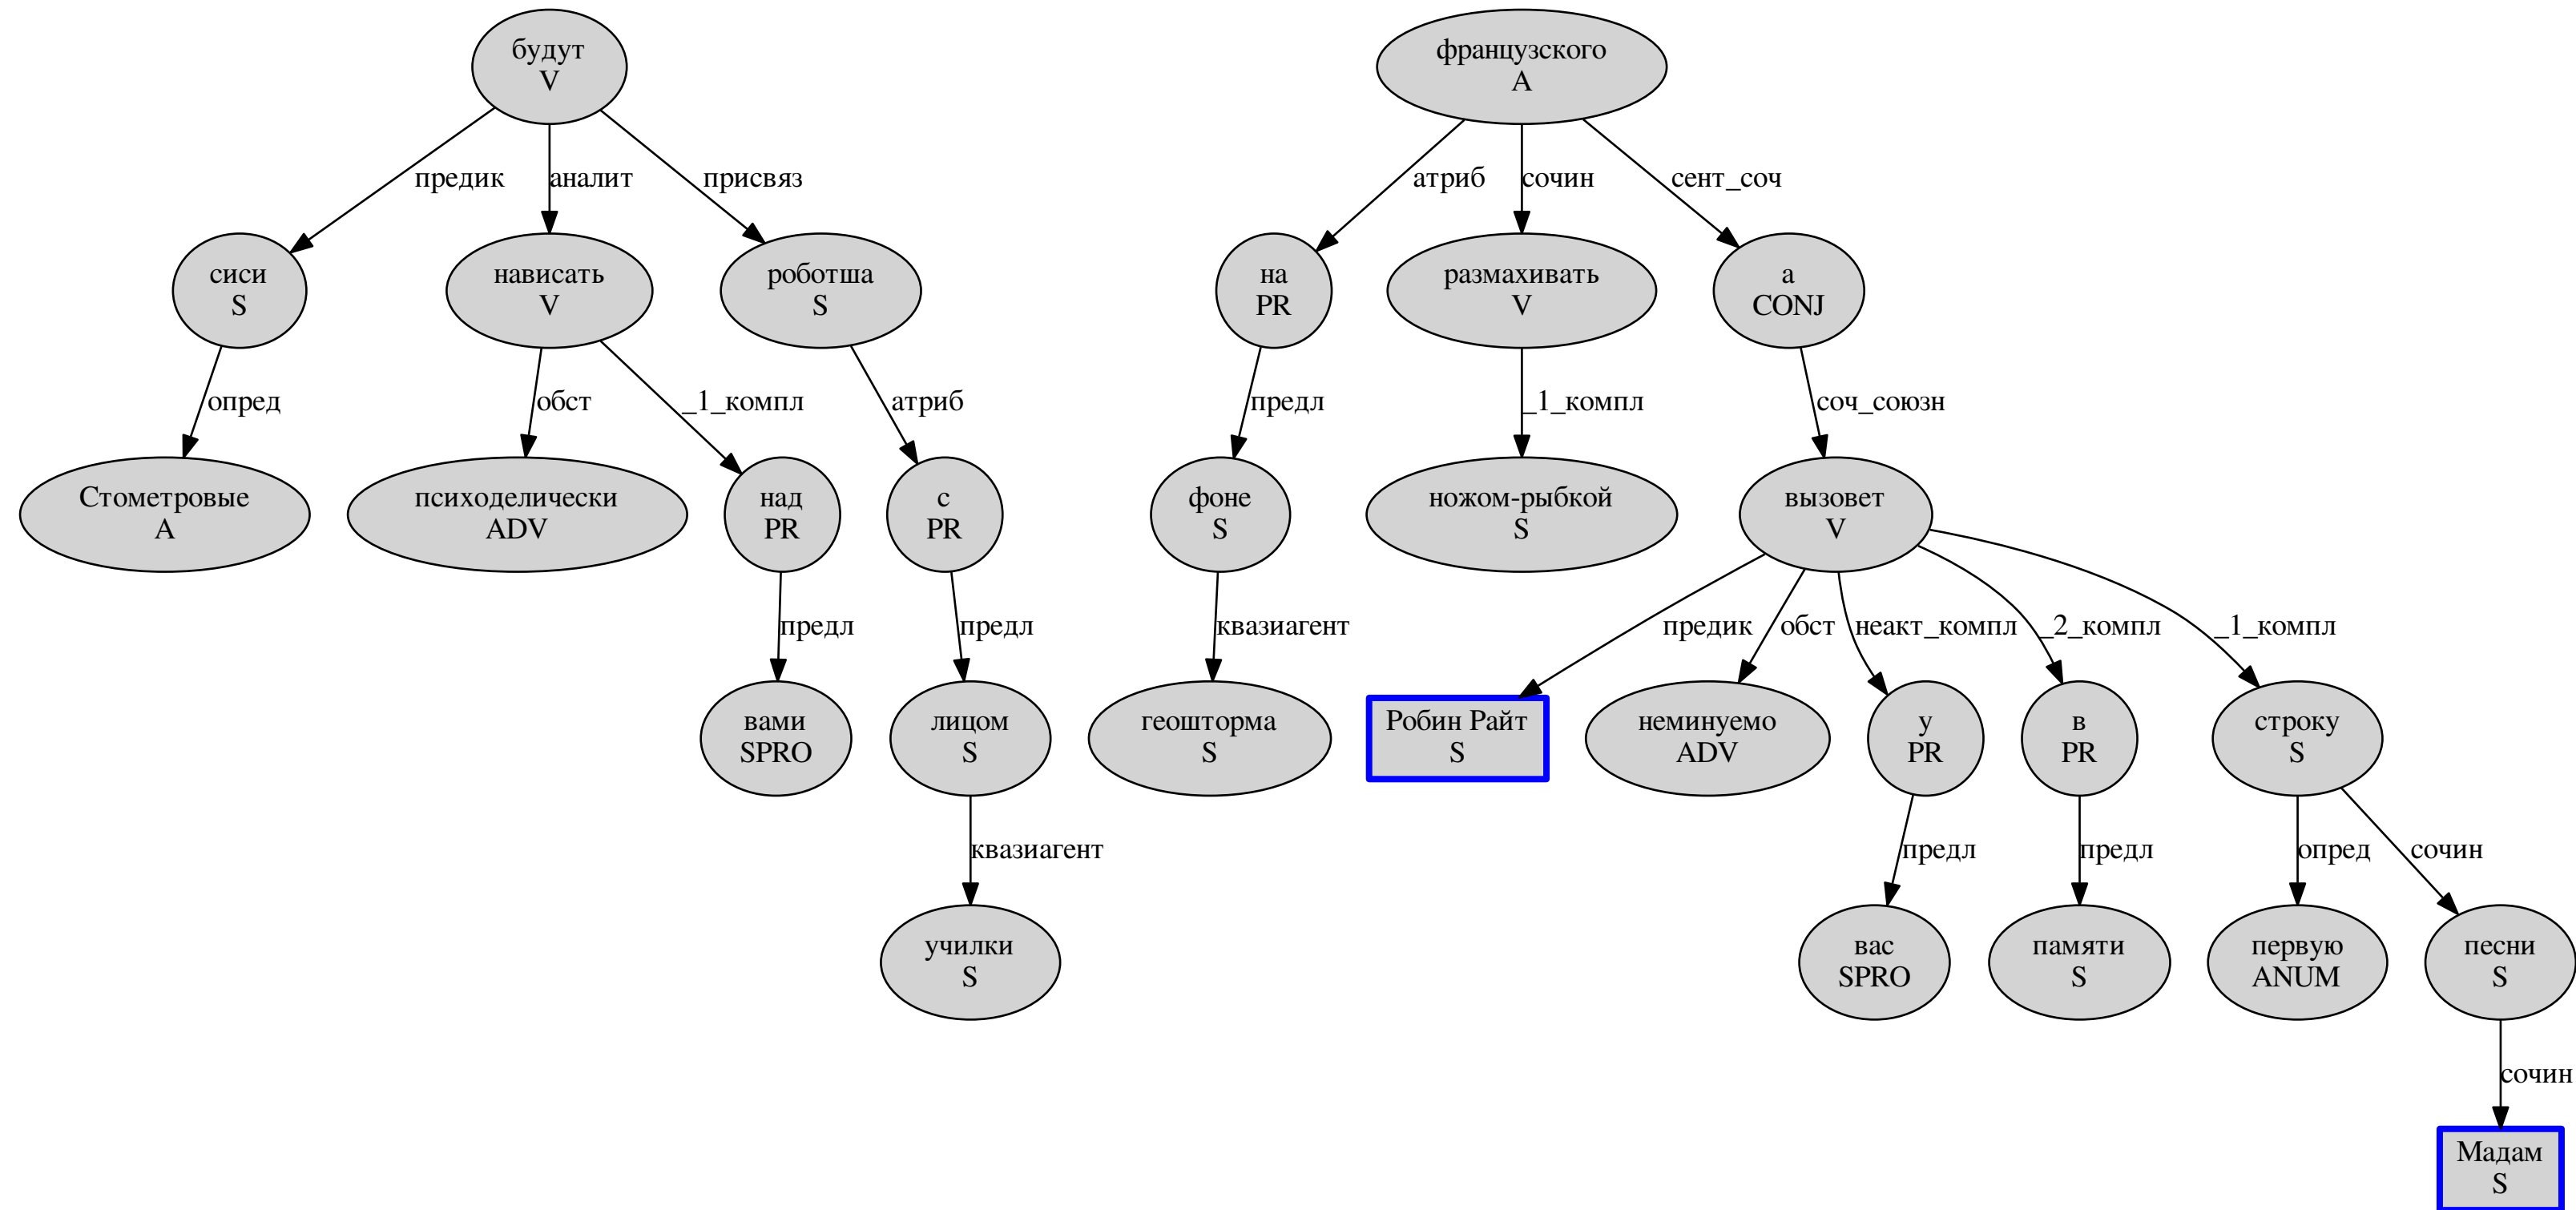 будут
V
французского
A
предик
аналит
присвяз
атриб
сочин
сент_соч
сиси
S
нависать
V
роботша
S
на
PR
размахивать
V
а
CONJ
опред
обст
_1_компл
атриб
предл
_1_компл
соч_союзн
Стометровые
A
психоделически
ADV
над
PR
с
PR
фоне
S
ножом-рыбкой
S
вызовет
V
предл
предл
квазиагент
предик
обст
неакт_компл
_2_компл
_1_компл
вами
SPRO
лицом
S
геошторма
S
Робин Райт
S
неминуемо
ADV
у
PR
в
PR
строку
S
квазиагент
предл
предл
опред
сочин
училки
S
вас
SPRO
памяти
S
первую
ANUM
песни
S
сочин
Мадам
S